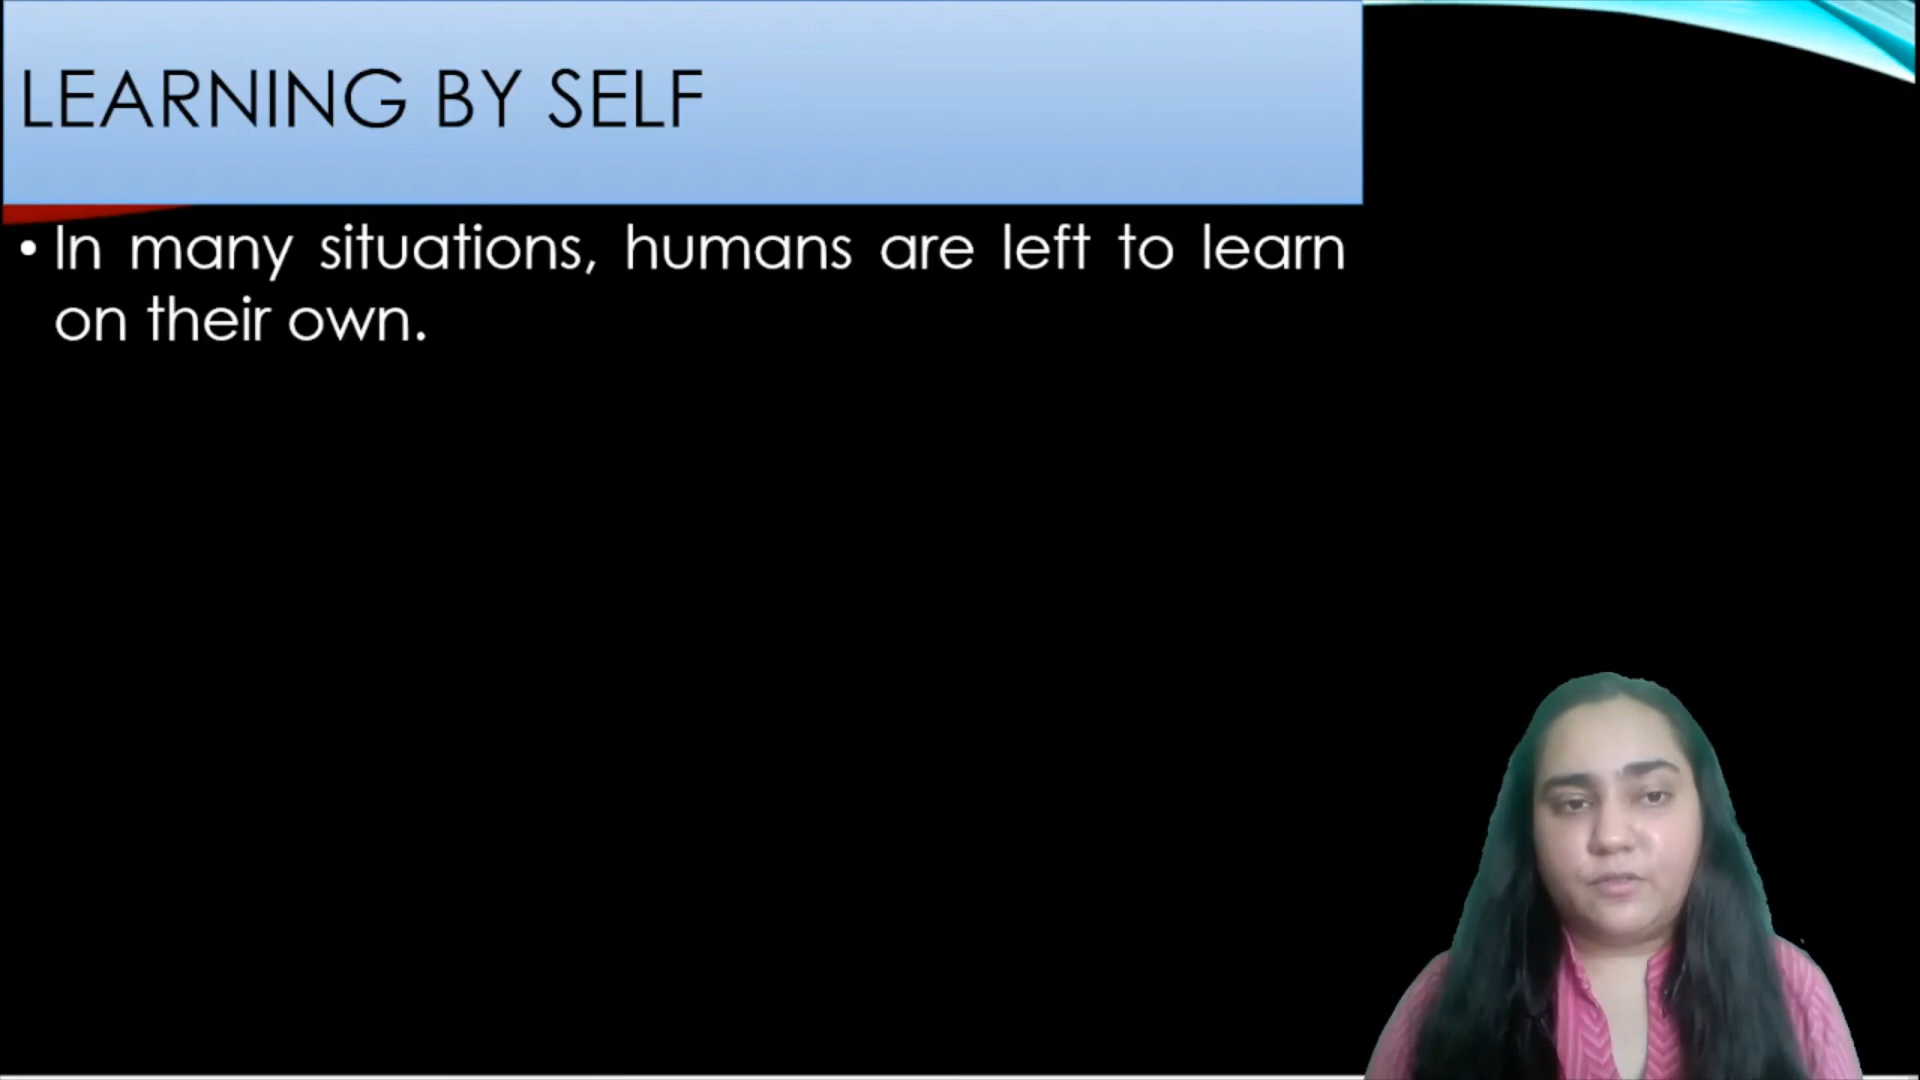 LEARNING BY SELF
• In many situations, humans are left to learn
on their own.